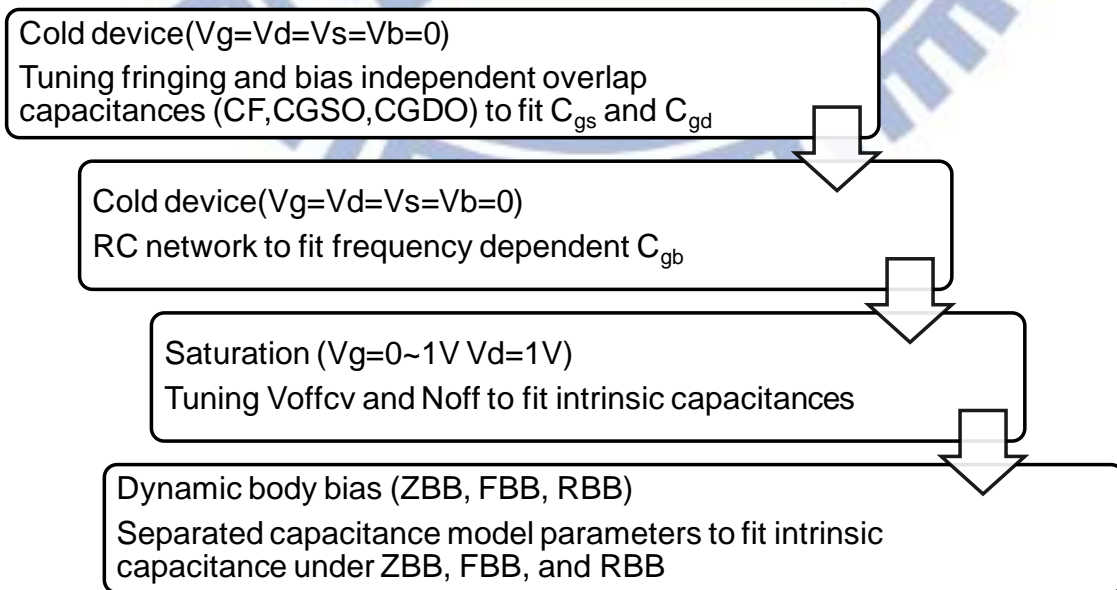 Cold device(Vg=Vd=Vs=Vb=0)
Tuning fringing and bias independent overlap
capacitances (CF,CGSO,CGDO) to fit Cgs and Cgd
Cold device(Vg=Vd=Vs=Vb=0)
RC network to fit frequency dependent Cgb
Saturation (Vg=0~1V Vd=1V)
Tuning Voffcv and Noff to fit intrinsic capacitances
Dynamic body bias (ZBB, FBB, RBB)
Separated capacitance model parameters to fit intrinsic
capacitance under ZBB, FBB, and RBB